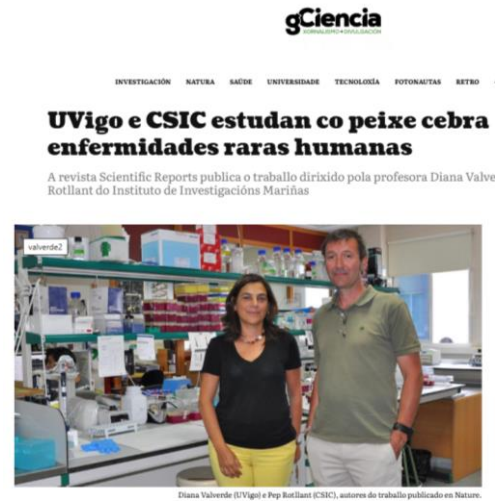 gCiencia
XORNALISMO+DIVULGACIÓN
INVESTIGACIÓN NATURA SAÚDE UNIVERSIDADE TECNOLOXÍA FOTONAUTAS RETRO
UVigo e CSIC estudan co peixe cebra
enfermidades raras humanas
A revista Scientific Reports publica o traballo dirixido pola profesora Diana Valve
Rotllant do Instituto de Investigacións Mariñas
valverde2
Diana Valverde (UVigo) e Pep Rotllant (CSIC), autores do traballo publicado en Nature.